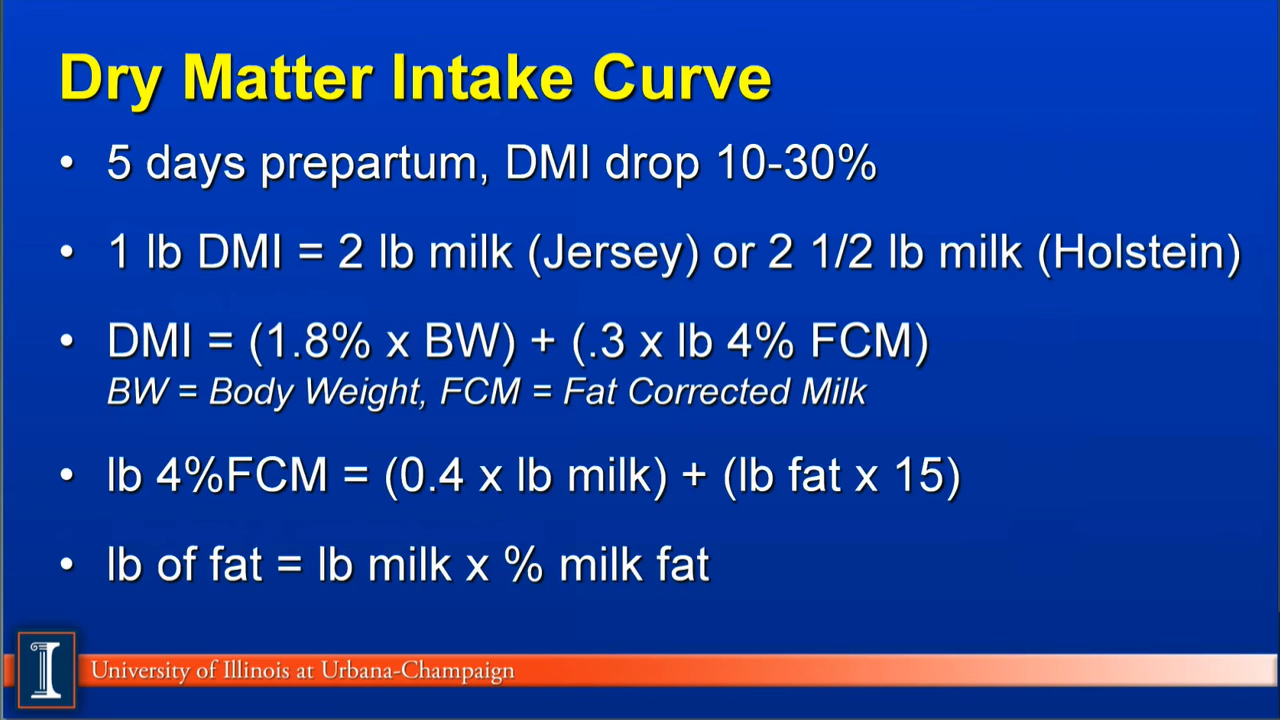 Dry Matter Intake Curve
• 5 days prepartum, DMI drop 10-30%
• 1 lb DMI = 2 lb milk (Jersey) or 2 1/2 lb milk (Holstein)
• DMI = (1.8% x BW) + (.3 x lb 4% FCM)
BW = Body Weight, FCM = Fat Corrected Milk
• lb 4%FCM = (0.4 x lb milk) + (lb fat x 15)
• lb of fat = lb milk x % milk fat
I
University of Illinois at Urbana-Champaign